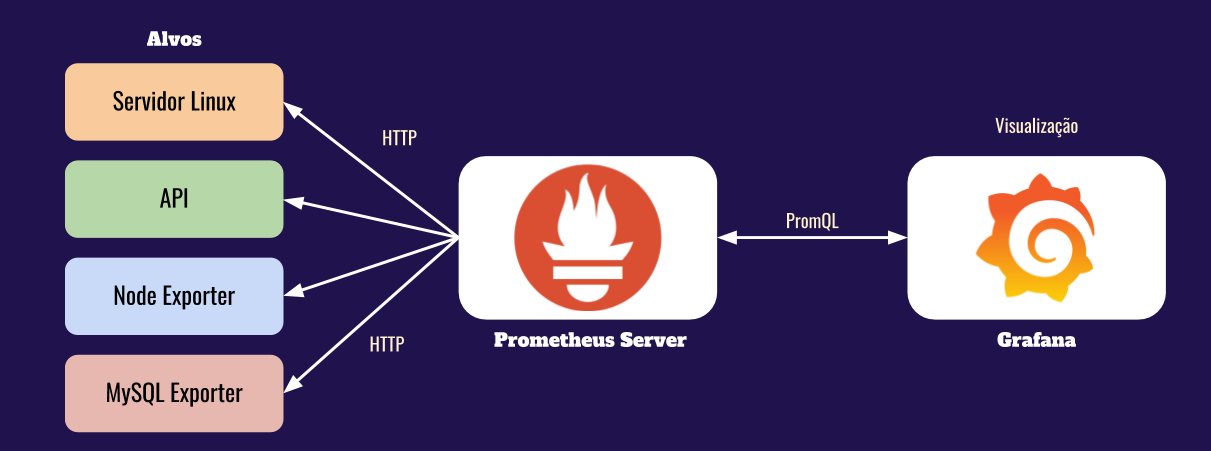 Alvos
Servidor Linux
API
Node Exporter
MySQL Exporter
HTTP
HTTP
Prometheus Server
PromQL
Visualização
Grafana